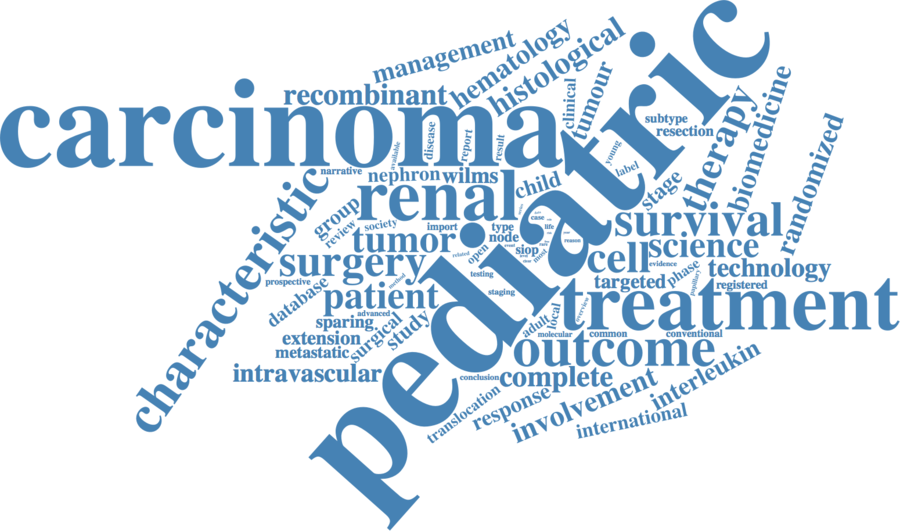 pediatric
carcinoma
treatment
renal
characteristic
outcome
survival
surgery
cell
tumor
patient
science
therapy
technology
management
hematology
histological
recombinant
clinical
tumour
subtype
resection
biomedicine
randomized
available
disease
report
result
young
label
narrative
nephron
wilms
child
stage
group
review
society
import
type
node
case
life
reason
siop
open
related
most
evidence
phase
papillary
targeted
registered
prospective
method
testing
staging
database
advanced
sparing
surgical
study
extension
metastatic
intravascular
adult
local
overview
molecular
common
conventional
conclusion
complete
response
translocation
involvement
interleukin
international